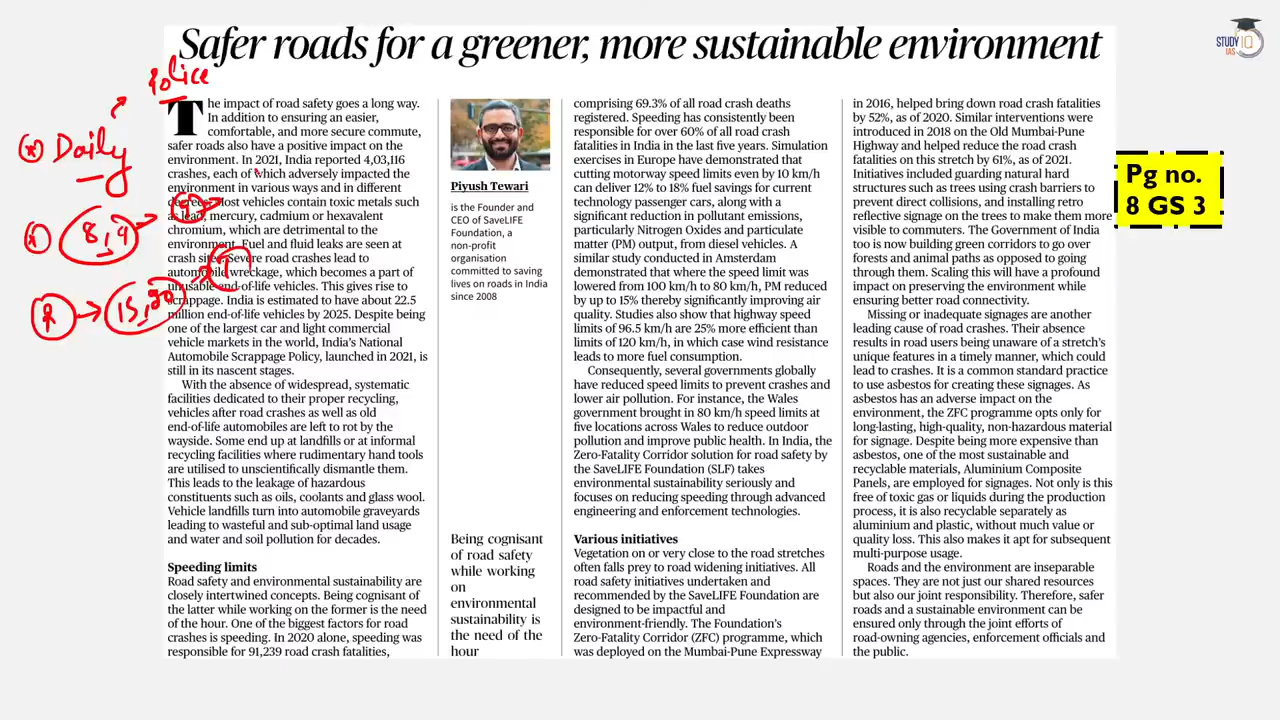 Safer roads for a greener, more sustainable environment
STUDY IQ
IAS
Police
Daily
8, 9
15, 20
The impact of road safety goes a long way.
In addition to ensuring an easier,
comfortable, and more secure commute,
safer roads also have a positive impact on the
environment. In 2021, India reported 4,03,116
crashes, each of which adversely impacted the
environment in various ways and in different
degrees. Most vehicles contain toxic metals such
as lead, mercury, cadmium or hexavalent
chromium, which are detrimental to the
environment. Fuel and fluid leaks are seen at
crash sites. Severe road crashes lead to
automobile wreckage, which becomes a part of
unusable end-of-life vehicles. This gives rise to
scrappage. India is estimated to have about 22.5
million end-of-life vehicles by 2025. Despite being
one of the largest car and light commercial
vehicle markets in the world, India's National
Automobile Scrappage Policy, launched in 2021, is
still in its nascent stages.
With the absence of widespread, systematic
facilities dedicated to their proper recycling,
vehicles after road crashes as well as old
end-of-life automobiles are left to rot by the
wayside. Some end up at landfills or at informal
recycling facilities where rudimentary hand tools
are utilised to unscientifically dismantle them.
This leads to the leakage of hazardous
constituents such as oils, coolants and glass wool.
Vehicle landfills turn into automobile graveyards
leading to wasteful and sub-optimal land usage
and water and soil pollution for decades.
Speeding limits
Road safety and environmental sustainability are
closely intertwined concepts. Being cognisant of
the latter while working on the former is the need
of the hour. One of the biggest factors for road
crashes is speeding. In 2020 alone, speeding was
responsible for 91,239 road crash fatalities,
Piyush Tewari
is the Founder and
CEO of SaveLIFE
Foundation, a
non-profit
organisation
committed to saving
lives on roads in India
since 2008
Being cognisant
of road safety
while working
on
environmental
sustainability is
the need of the
hour
comprising 69.3% of all road crash deaths
registered. Speeding has consistently been
responsible for over 60% of all road crash
fatalities in India in the last five years. Simulation
exercises in Europe have demonstrated that
cutting motorway speed limits even by 10 km/h
can deliver 12% to 18% fuel savings for current
technology passenger cars, along with a
significant reduction in pollutant emissions,
particularly Nitrogen Oxides and particulate
matter (PM) output, from diesel vehicles. A
similar study conducted in Amsterdam
demonstrated that where the speed limit was
lowered from 100 km/h to 80 km/h, PM reduced
by up to 15% thereby significantly improving air
quality. Studies also show that highway speed
limits of 96.5 km/h are 25% more efficient than
limits of 120 km/h, in which case wind resistance
leads to more fuel consumption.
Consequently, several governments globally
have reduced speed limits to prevent crashes and
lower air pollution. For instance, the Wales
government brought in 80 km/h speed limits at
five locations across Wales to reduce outdoor
pollution and improve public health. In India, the
Zero-Fatality Corridor solution for road safety by
the SaveLIFE Foundation (SLF) takes
environmental sustainability seriously and
focuses on reducing speeding through advanced
engineering and enforcement technologies.
Various initiatives
Vegetation on or very close to the road stretches
often falls prey to road widening initiatives. All
road safety initiatives undertaken and
recommended by the SaveLIFE Foundation are
designed to be impactful and
environment-friendly. The Foundation's
Zero-Fatality Corridor (ZFC) programme, which
was deployed on the Mumbai-Pune Expressway
in 2016, helped bring down road crash fatalities
by 52%, as of 2020. Similar interventions were
introduced in 2018 on the Old Mumbai-Pune
Highway and helped reduce the road crash
fatalities on this stretch by 61%, as of 2021.
Initiatives included guarding natural hard
structures such as trees using crash barriers to
prevent direct collisions, and installing retro
reflective signage on the trees to make them more
visible to commuters. The Government of India
too is now building green corridors to go over
forests and animal paths as opposed to going
through them. Scaling this will have a profound
impact on preserving the environment while
ensuring better road connectivity.
Missing or inadequate signages are another
leading cause of road crashes. Their absence
results in road users being unaware of a stretch's
unique features in a timely manner, which could
lead to crashes. It is a common standard practice
to use asbestos for creating these signages. As
asbestos has an adverse impact on the
environment, the ZFC programme opts only for
long-lasting, high-quality, non-hazardous material
for signage. Despite being more expensive than
asbestos, one of the most sustainable and
recyclable materials, Aluminium Composite
Panels, are employed for signages. Not only is this
free of toxic gas or liquids during the production
process, it is also recyclable separately as
aluminium and plastic, without much value or
quality loss. This also makes it apt for subsequent
multi-purpose usage.
Roads and the environment are inseparable
spaces. They are not just our shared resources
but also our joint responsibility. Therefore, safer
roads and a sustainable environment can be
ensured only through the joint efforts of
road-owning agencies, enforcement officials and
the public.
Pg no.
8 GS 3